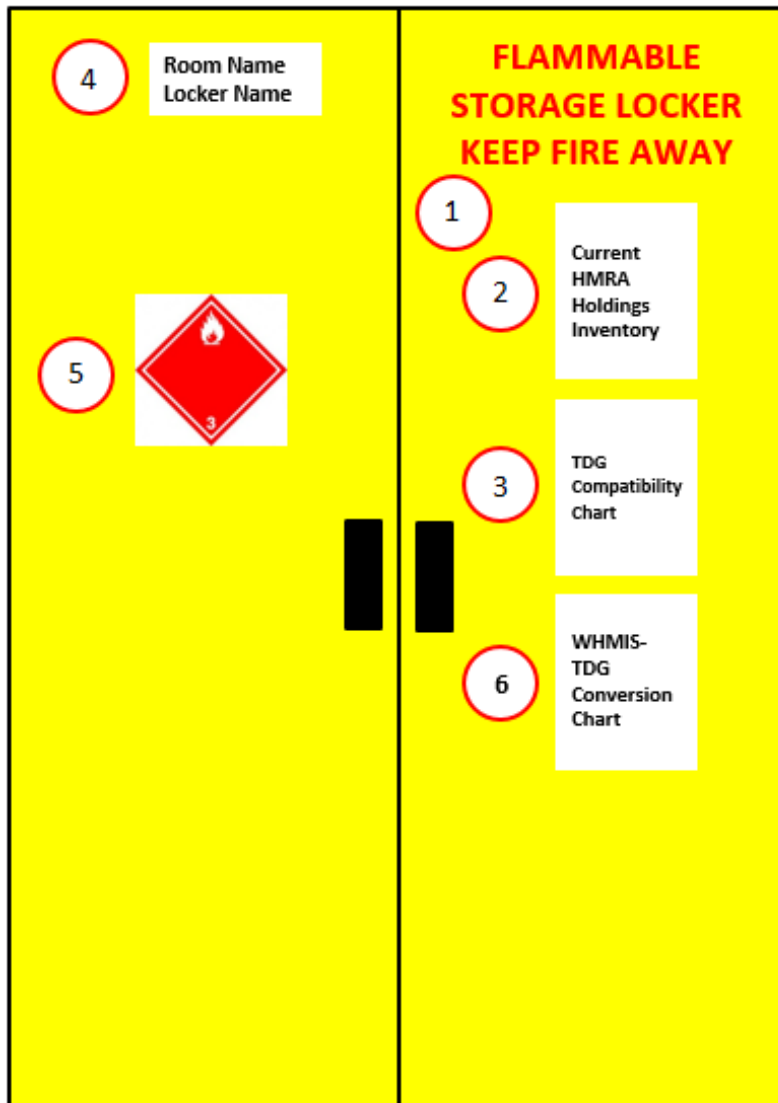 4
Room Name
Locker Name
5
3
FLAMMABLE
STORAGE LOCKER
KEEP FIRE AWAY
1
2
Current
HMRA
Holdings
Inventory
3
TDG
Compatibility
Chart
6
WHMIS-
TDG
Conversion
Chart